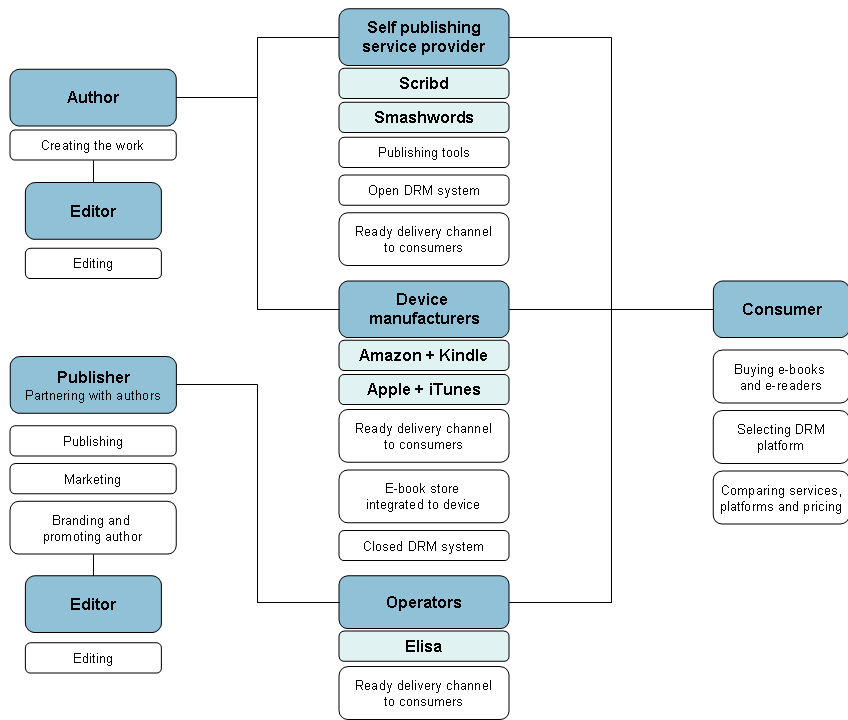 Author
Creating the work
Editor
Editing
Publisher
Partnering with authors
Publishing
Marketing
Branding and
promoting author
Editor
Editing
Self publishing
service provider
Scribd
Smashwords
Publishing tools
Open DRM system
Ready delivery channel
to consumers
Device
manufacturers
Amazon + Kindle
Apple + iTunes
Ready delivery channel
to consumers
E-book store
integrated to device
Closed DRM system
Operators
Elisa
Ready delivery channel
to consumers
Consumer
Buying e-books
and e-readers
Selecting DRM
platform
Comparing services,
platforms and pricing